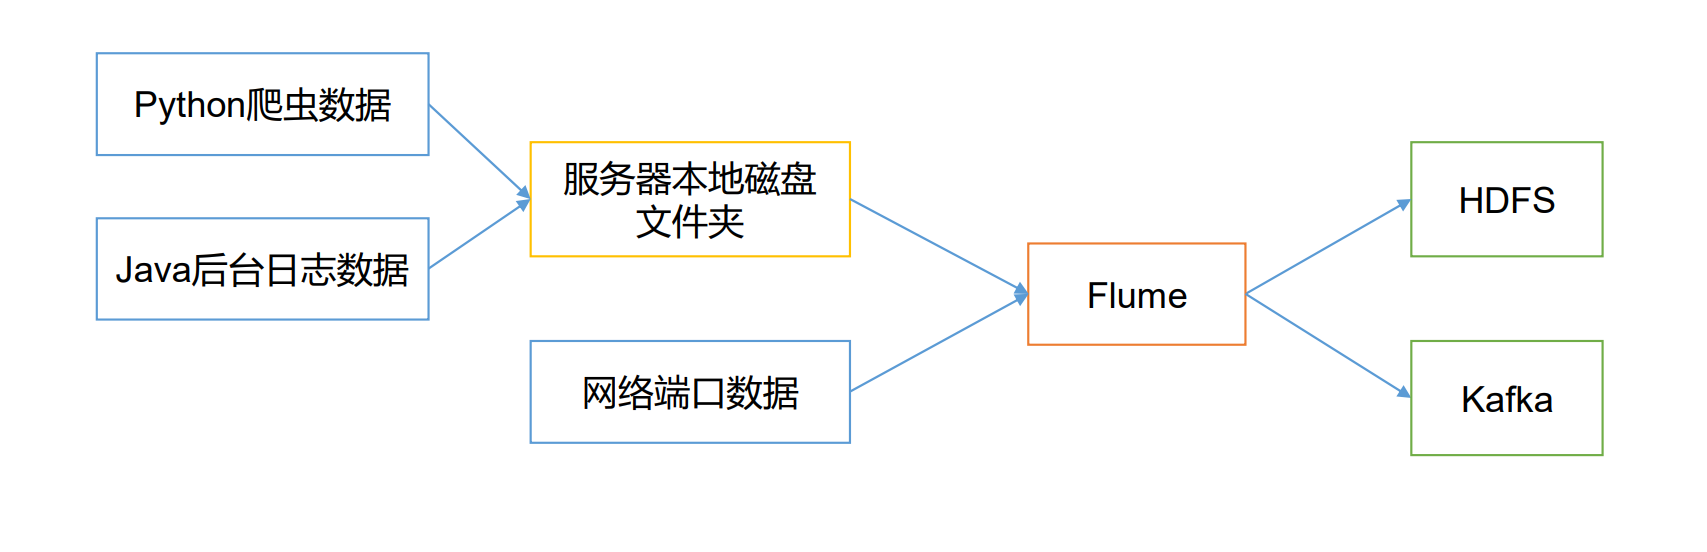 Python爬虫数据
Java后台日志数据
服务器本地磁盘
文件夹
网络端口数据
Flume
HDFS
Kafka